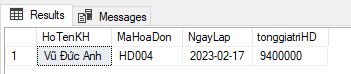 Results Messages
HoTenKH MaHoaDon NgayLap tonggiatriHD
1 Vũ Đức Anh HD004 2023-02-17 9400000